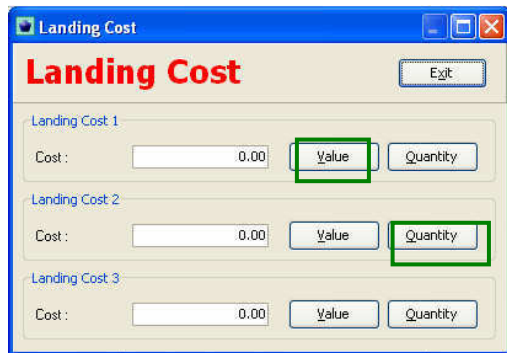 Landing Cost
Landing Cost
Exit
Landing Cost 1
Cost : 0.00 Value Quantity
Landing Cost 2
Cost : 0.00 Value Quantity
Landing Cost 3
Cost : 0.00 Value Quantity